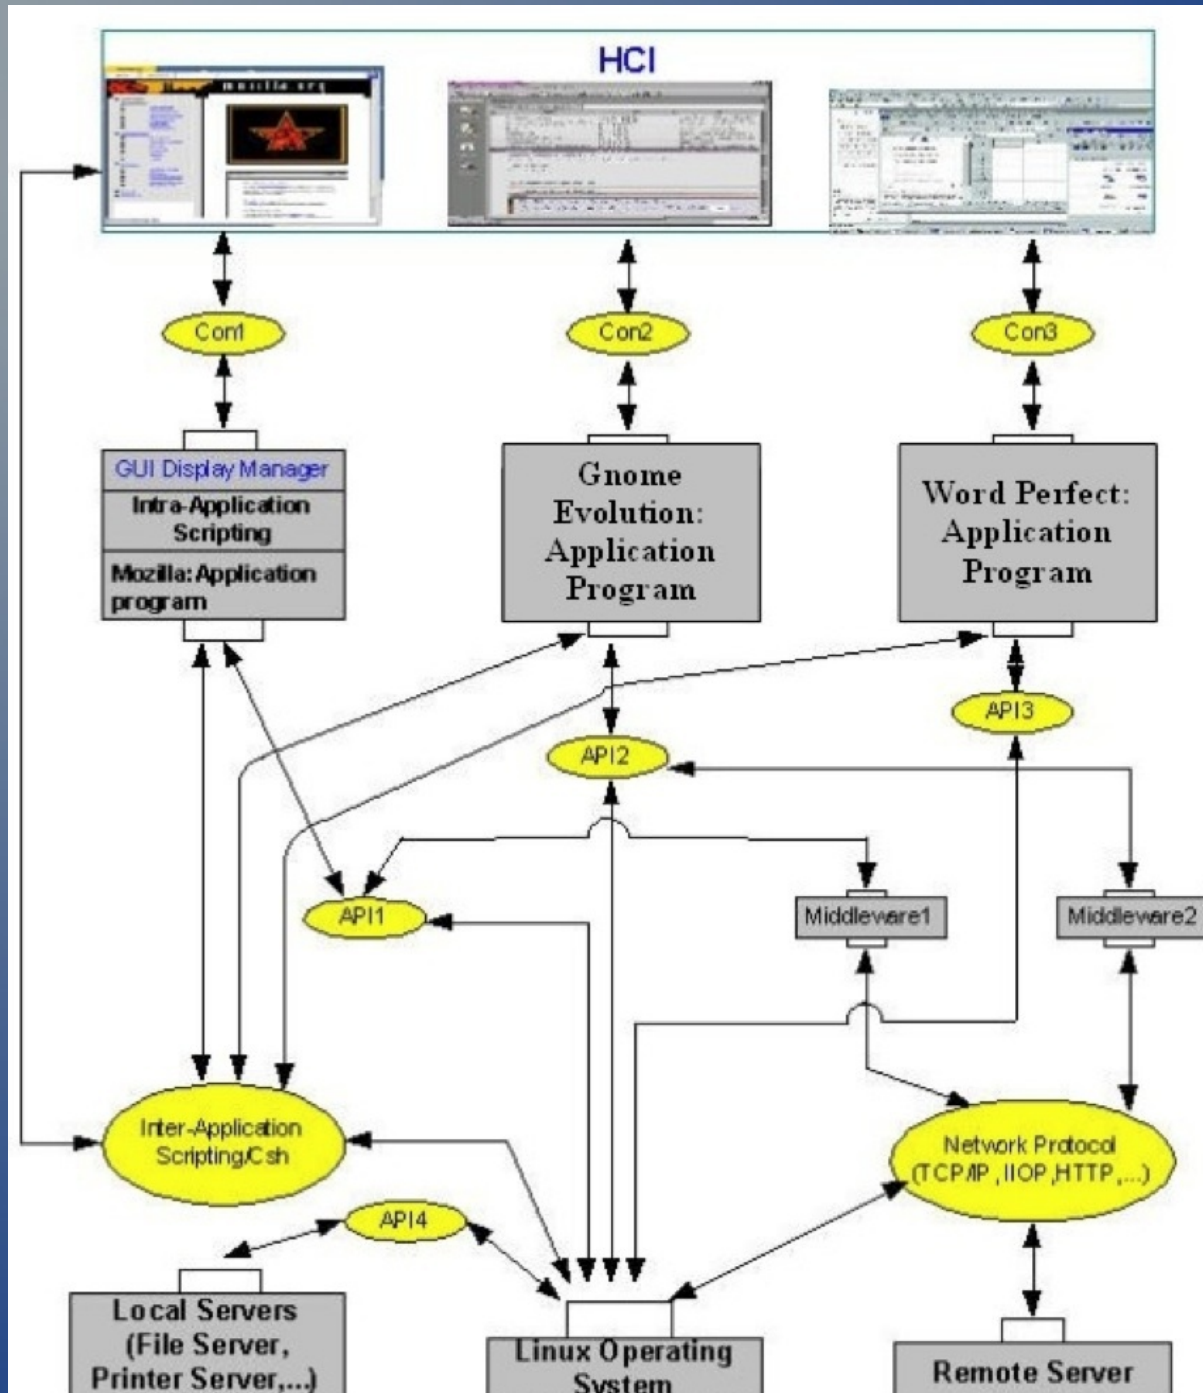 HCI
mozilla.org
Con1
Con2
Con3
GUI Display Manager
Intra-Application
Scripting
Mozilla: Application
program
Gnome
Evolution:
Application
Program
Word Perfect:
Application
Program
API3
API2
API1
Middleware1
Middleware2
Inter-Application
Scripting/Csh
Network Protocol
(TCP/IP, IIOP,HTTP,...)
API4
Local Servers
(File Server,
Printer Server,...)
Linux Operating
System
Remote Server